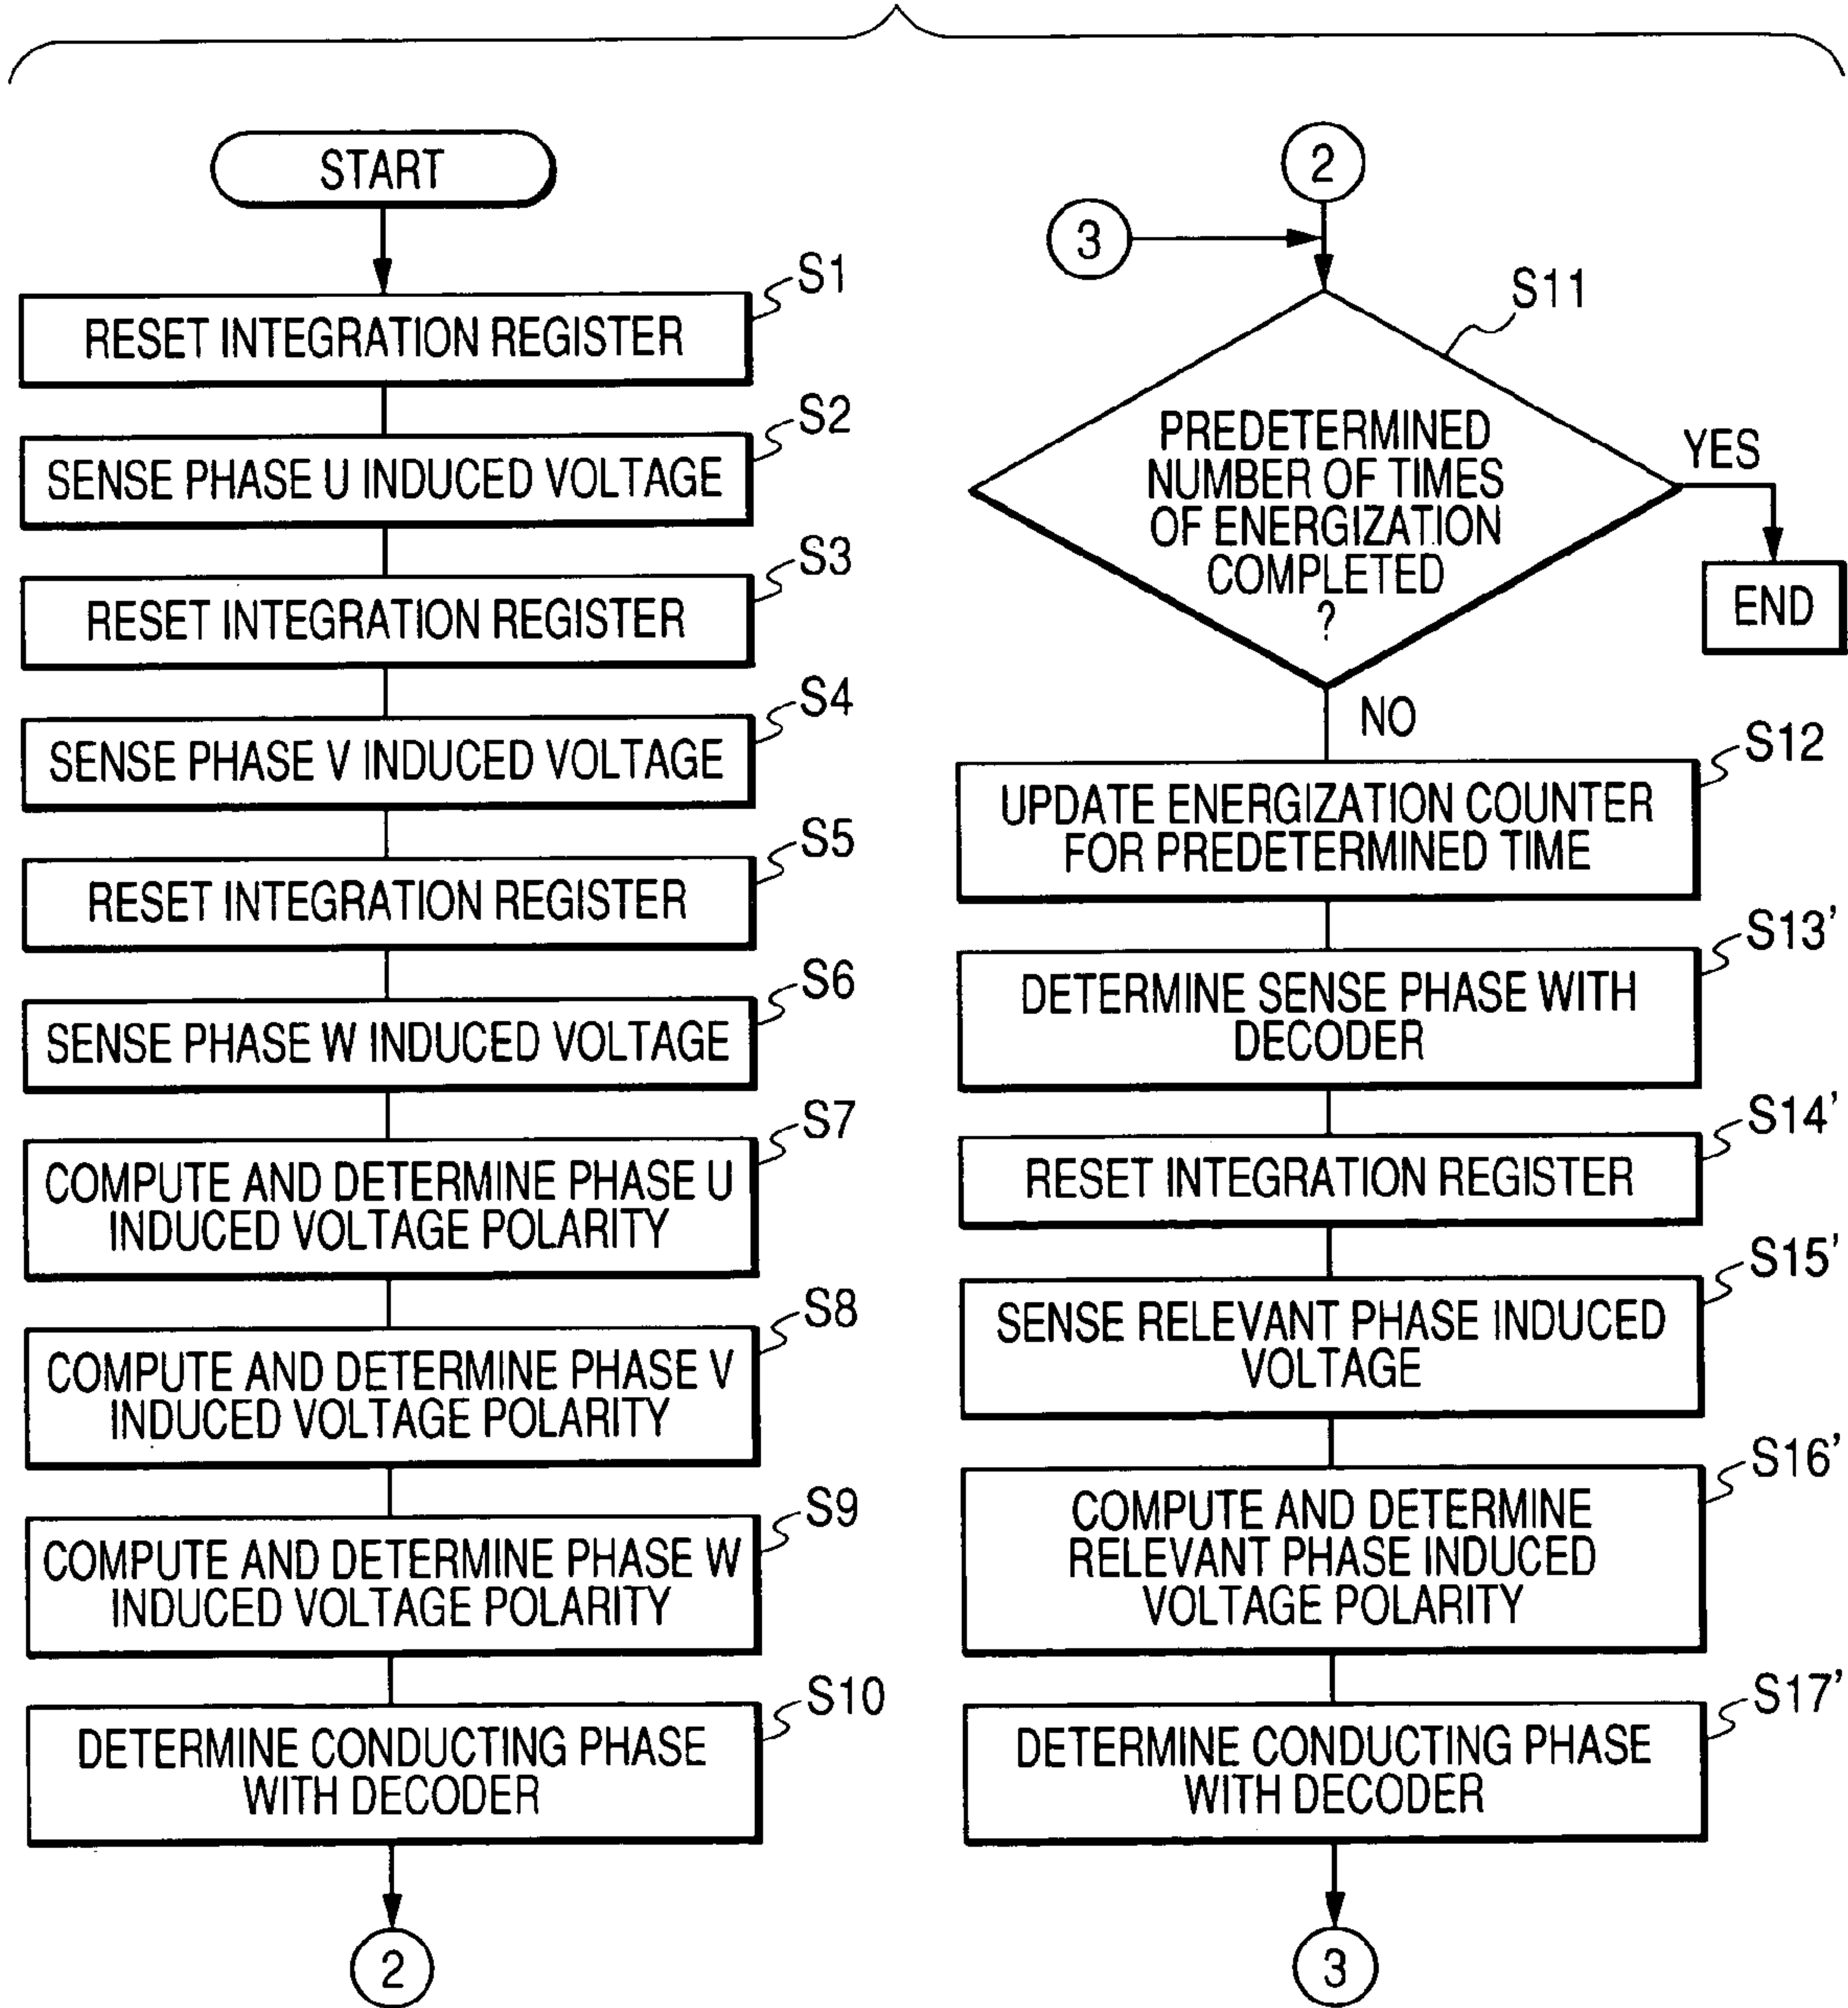 START
S1
RESET INTEGRATION REGISTER
S2
SENSE PHASE U INDUCED VOLTAGE
S3
RESET INTEGRATION REGISTER
S4
SENSE PHASE V INDUCED VOLTAGE
S5
RESET INTEGRATION REGISTER
S6
SENSE PHASE W INDUCED VOLTAGE
S7
COMPUTE AND DETERMINE PHASE U
INDUCED VOLTAGE POLARITY
S8
COMPUTE AND DETERMINE PHASE V
INDUCED VOLTAGE POLARITY
S9
COMPUTE AND DETERMINE PHASE W
INDUCED VOLTAGE POLARITY
S10
DETERMINE CONDUCTING PHASE
WITH DECODER
2
2
3
S11
PREDETERMINED
NUMBER OF TIMES
OF ENERGIZATION
COMPLETED
?
YES
END
NO
S12
UPDATE ENERGIZATION COUNTER
FOR PREDETERMINED TIME
S13'
DETERMINE SENSE PHASE WITH
DECODER
S14'
RESET INTEGRATION REGISTER
S15'
SENSE RELEVANT PHASE INDUCED
VOLTAGE
S16'
COMPUTE AND DETERMINE
RELEVANT PHASE INDUCED
VOLTAGE POLARITY
S17'
DETERMINE CONDUCTING PHASE
WITH DECODER
3